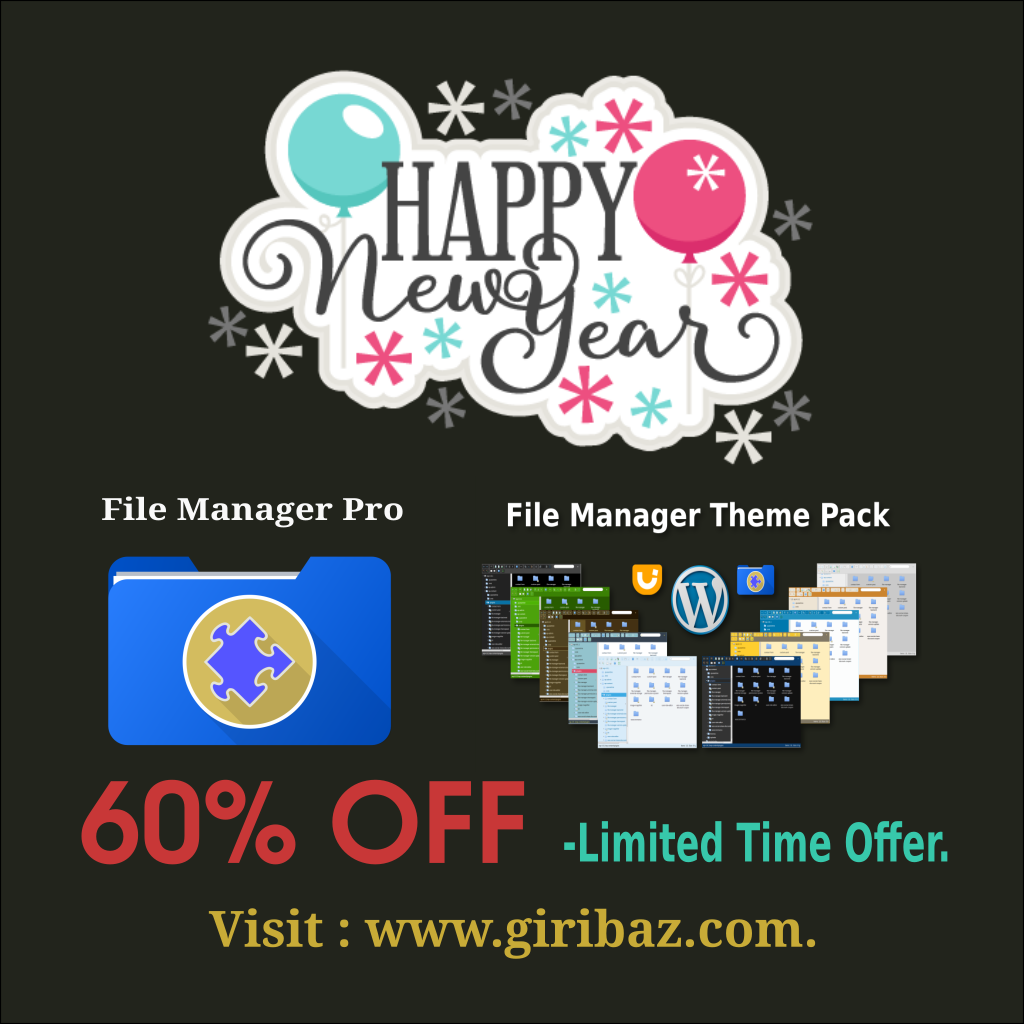 HAPPY
New Year
File Manager Pro
File Manager Theme Pack
60% OFF -Limited Time Offer.
Visit : www.giribaz.com.